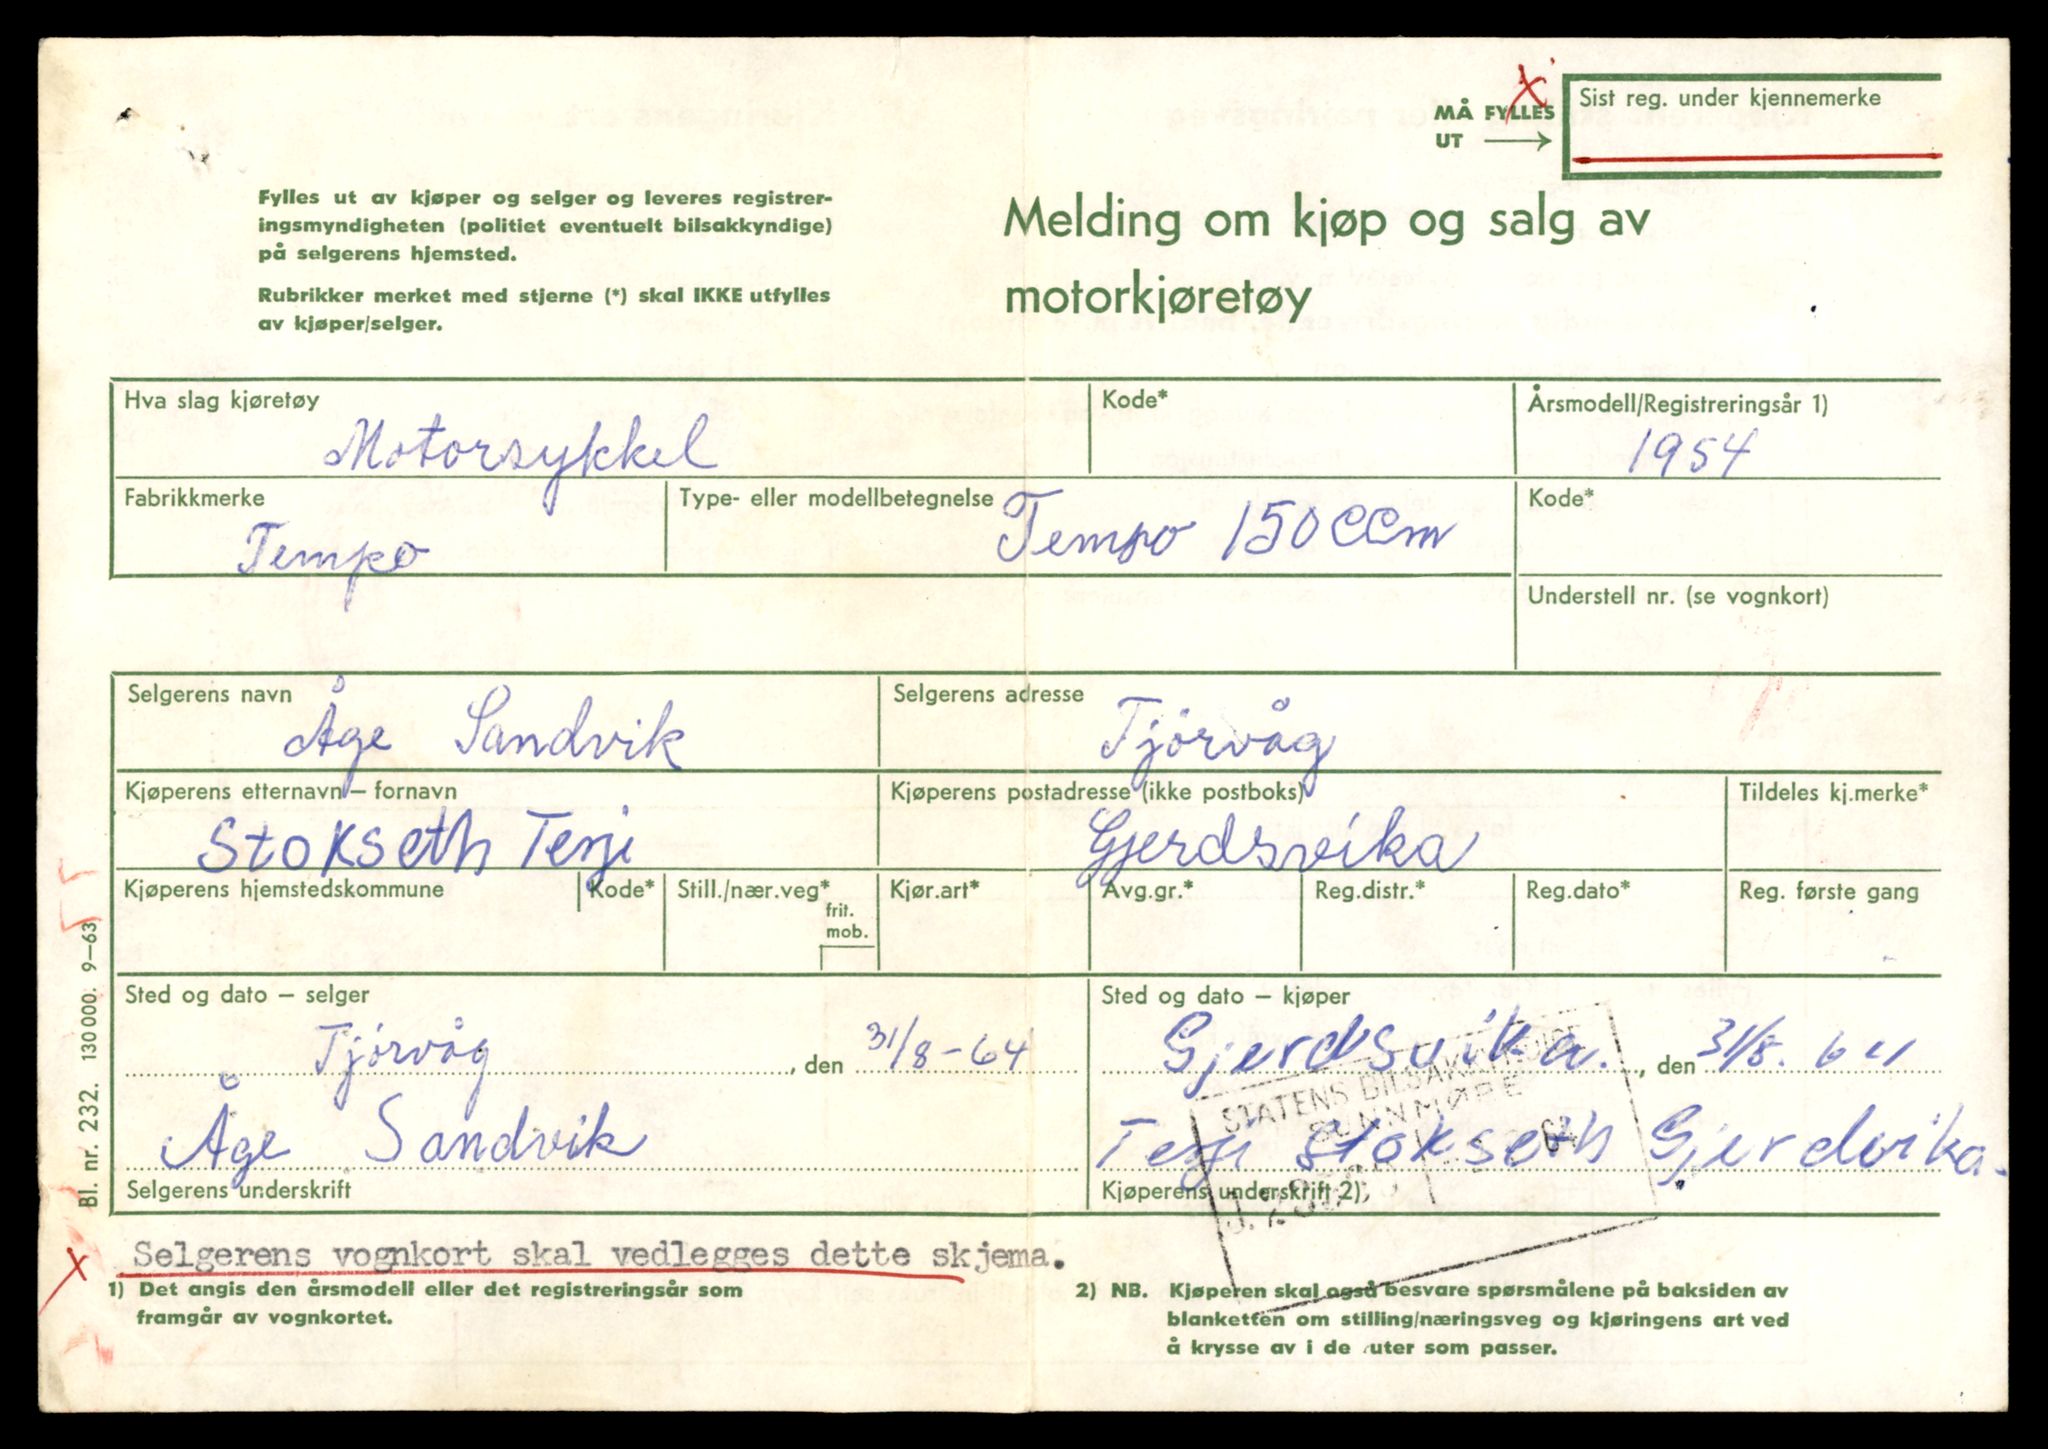 MÅ FYLLES
UT
Sist reg. under kjennemerke
Fylles ut av kjøper og selger og leveres registrer-
ingsmyndigheten (politiet eventuelt bilsakkyndige)
på selgerens hjemsted.
Rubrikker merket med stjerne (*) skal IKKE utfylles
av kjøper/selger.
Melding om kjøp og salg av
motorkjøretøy
Hva slag kjøretøy
Motorsykkel
Kode*
Årsmodell/Registreringsår 1)
1954
Fabrikkmerke
Tempo
Type- eller modellbetegnelse
Tempo 150 CCm
Kode*
Understell nr. (se vognkort)
Selgerens navn
Åge Sandvik
Selgerens adresse
Tjörvåg
Kjøperens etternavn – fornavn
Stokseth Terje
Kjøperens postadresse (ikke postboks)
Gjerdsvika
Tildeles kj.merke*
Kjøperens hjemstedskommune
Kode*
Still./nær.veg*
frit.
mob.
Kjør.art*
Avg.gr.*
Reg.distr.*
Reg.dato*
Reg. første gang
Sted og dato – selger
Tjörvåg, den 31/8-64
Åge Sandvik
Selgerens underskrift
Sted og dato – kjøper
Gjerdsvika., den 31/8. 64
Terje Stokseth Gjerdvika.
Kjøperens underskrift 2)
STATENS BILSAKKYNDIGE
SUNNMØRE
64
Bl. nr. 232. 130 000. 9–63
Selgerens vognkort skal vedlegges dette skjema.
1) Det angis den årsmodell eller det registreringsår som
framgår av vognkortet.
2) NB. Kjøperen skal også besvare spørsmålene på baksiden av
blanketten om stilling/næringsveg og kjøringens art ved
å krysse av i de ruter som passer.